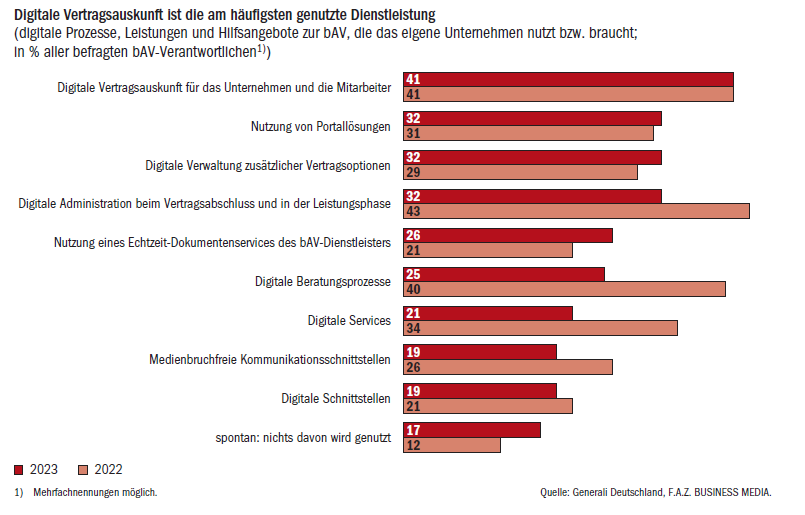 Digitale Vertragsauskunft ist die am häufigsten genutzte Dienstleistung
(digitale Prozesse, Leistungen und Hilfsangebote zur bAV, die das eigene Unternehmen nutzt bzw. braucht;
in % aller befragten bAV-Verantwortlichen1))
Digitale Vertragsauskunft für das Unternehmen und die Mitarbeiter
41
41
Nutzung von Portallösungen
32
31
Digitale Verwaltung zusätzlicher Vertragsoptionen
32
29
Digitale Administration beim Vertragsabschluss und in der Leistungsphase
32
43
Nutzung eines Echtzeit-Dokumentenservices des bAV-Dienstleisters
26
21
Digitale Beratungsprozesse
25
40
Digitale Services
21
34
Medienbruchfreie Kommunikationsschnittstellen
19
26
Digitale Schnittstellen
19
21
spontan: nichts davon wird genutzt
17
12
2023 2022
1) Mehrfachnennungen möglich.
Quelle: Generali Deutschland, F.A.Z. BUSINESS MEDIA.